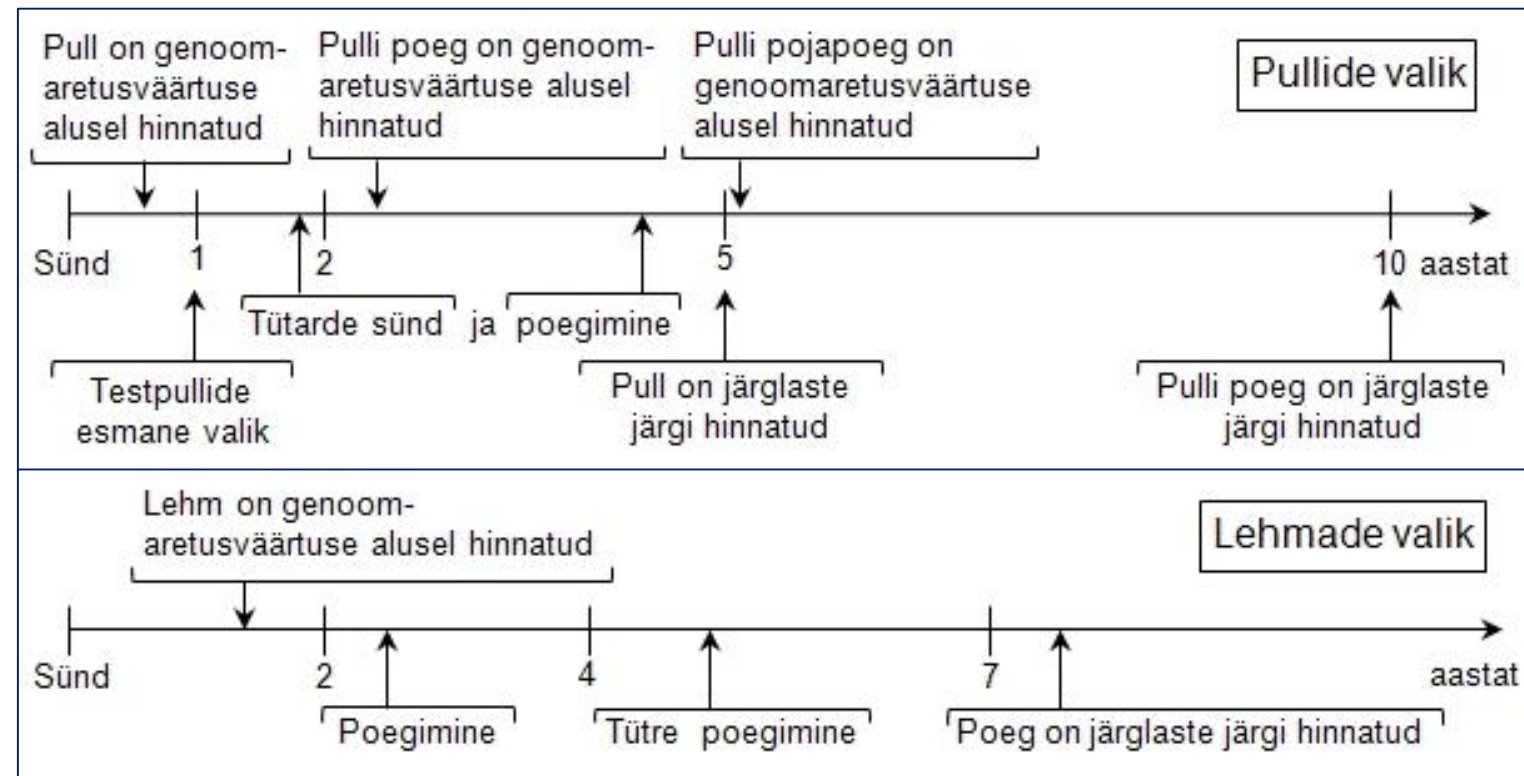 Pull on genoom-
aretusväärtuse
alusel hinnatud
Pulli poeg on genoom-
aretusväärtuse alusel
hinnatud
Pulli pojapoeg on
genoomaretusväärtuse
alusel hinnatud
Pullide valik
Sünd 1 2 5 10 aastat
Tütarde sünd ja poegimine
Testpullide
esmane valik
Pull on järglaste
järgi hinnatud
Pulli poeg on järglaste
järgi hinnatud
Lehm on genoom-
aretusväärtuse alusel hinnatud
Lehmade valik
Sünd 2 4 7 aastat
Poegimine
Tütre poegimine
Poeg on järglaste järgi hinnatud